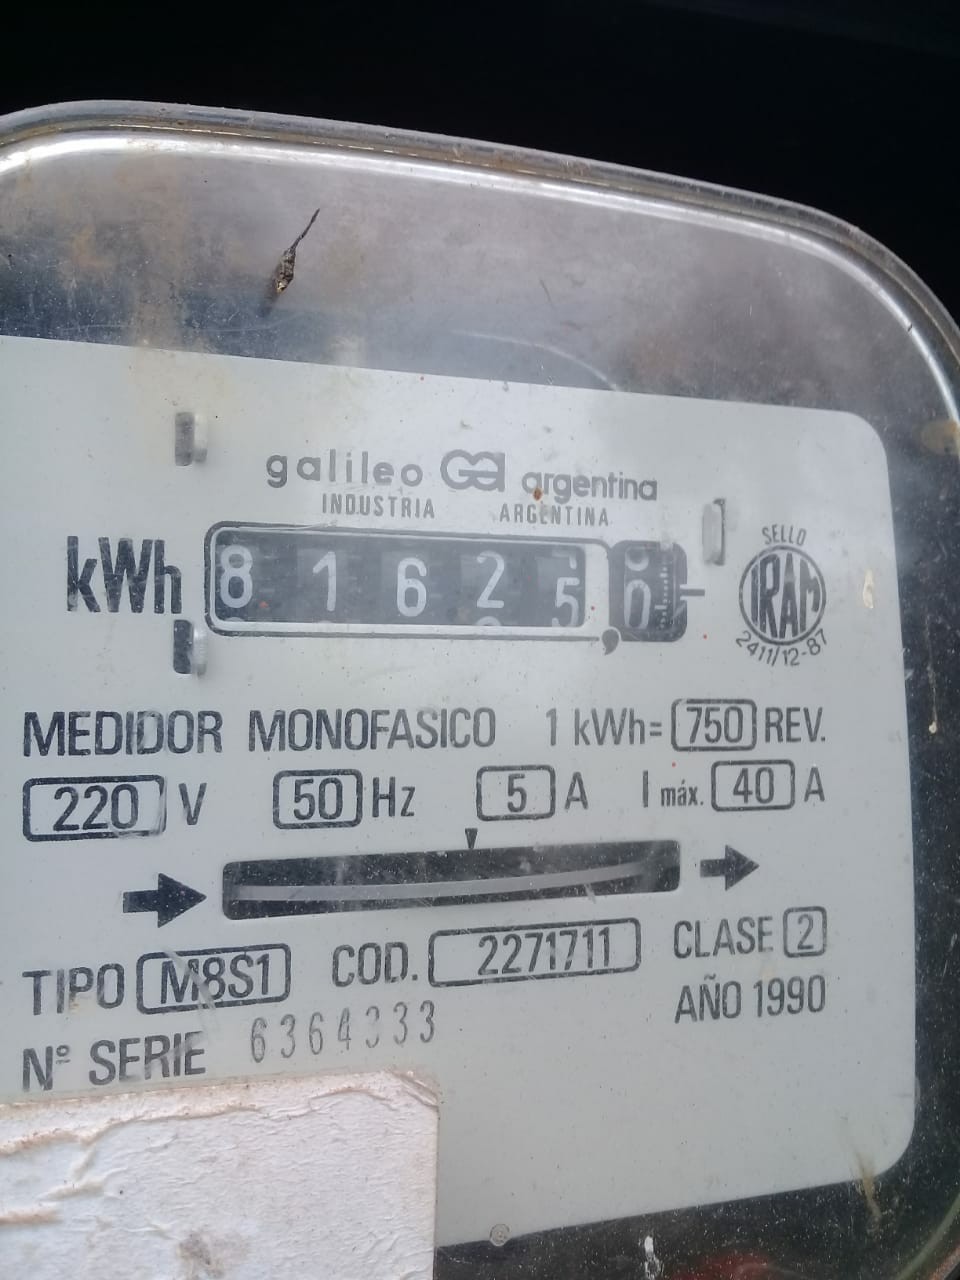 galileo Ga argentina
INDUSTRIA ARGENTINA
kWh 8 1 6 2 5 , 0
SELLO
IRAM
2411/12-87
MEDIDOR MONOFASICO 1 kWh= 750 REV.
220 V 50 Hz 5 A I máx. 40 A
TIPO M8S1 COD. 2271711 CLASE 2
Nº SERIE 6364333 AÑO 1990